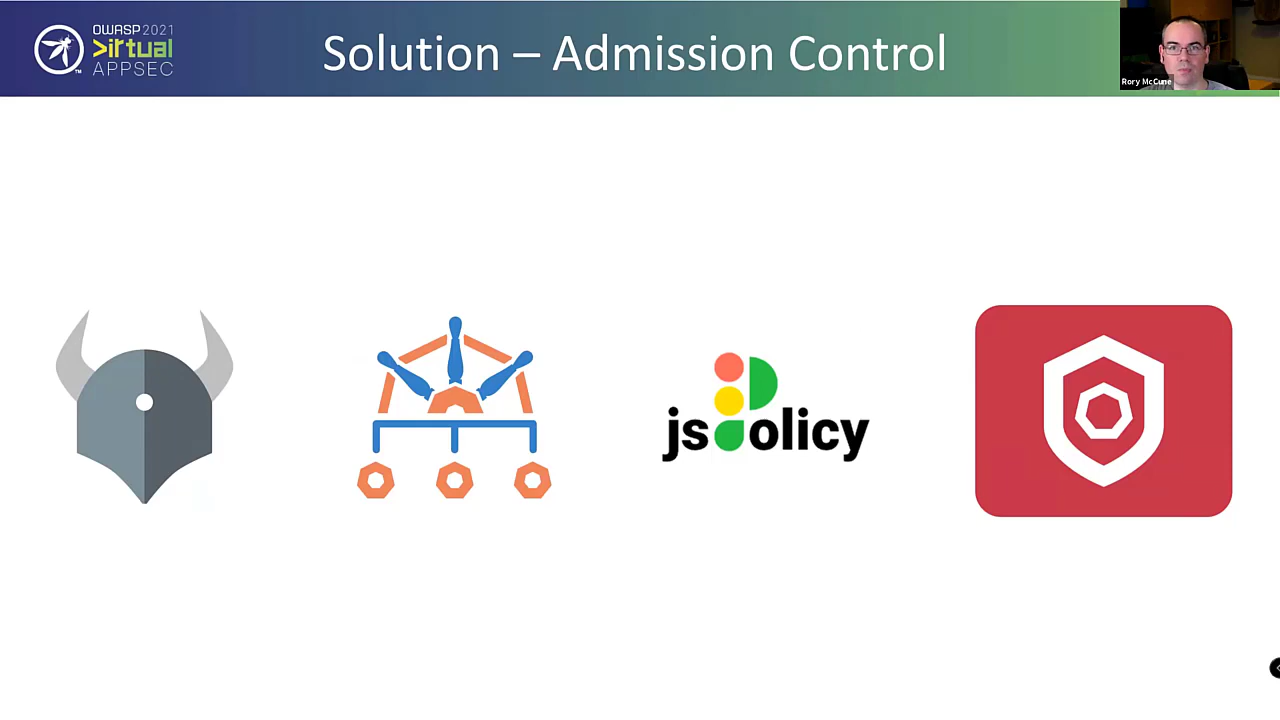 OWASP 2021
>irtual
APPSEC
Solution – Admission Control
Rory McCune
jsPolicy